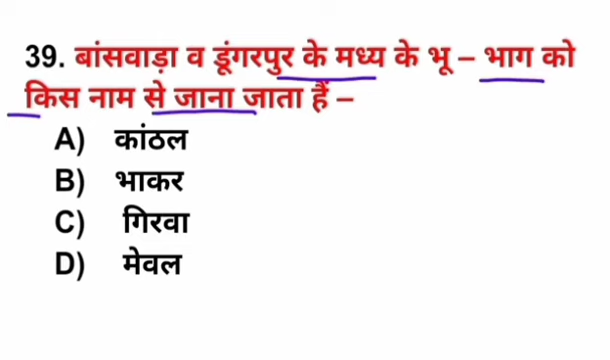 39. बांसवाड़ा व डूंगरपुर के मध्य के भू – भाग को
किस नाम से जाना जाता हैं –
A) कांठल
B) भाकर
C) गिरवा
D) मेवल